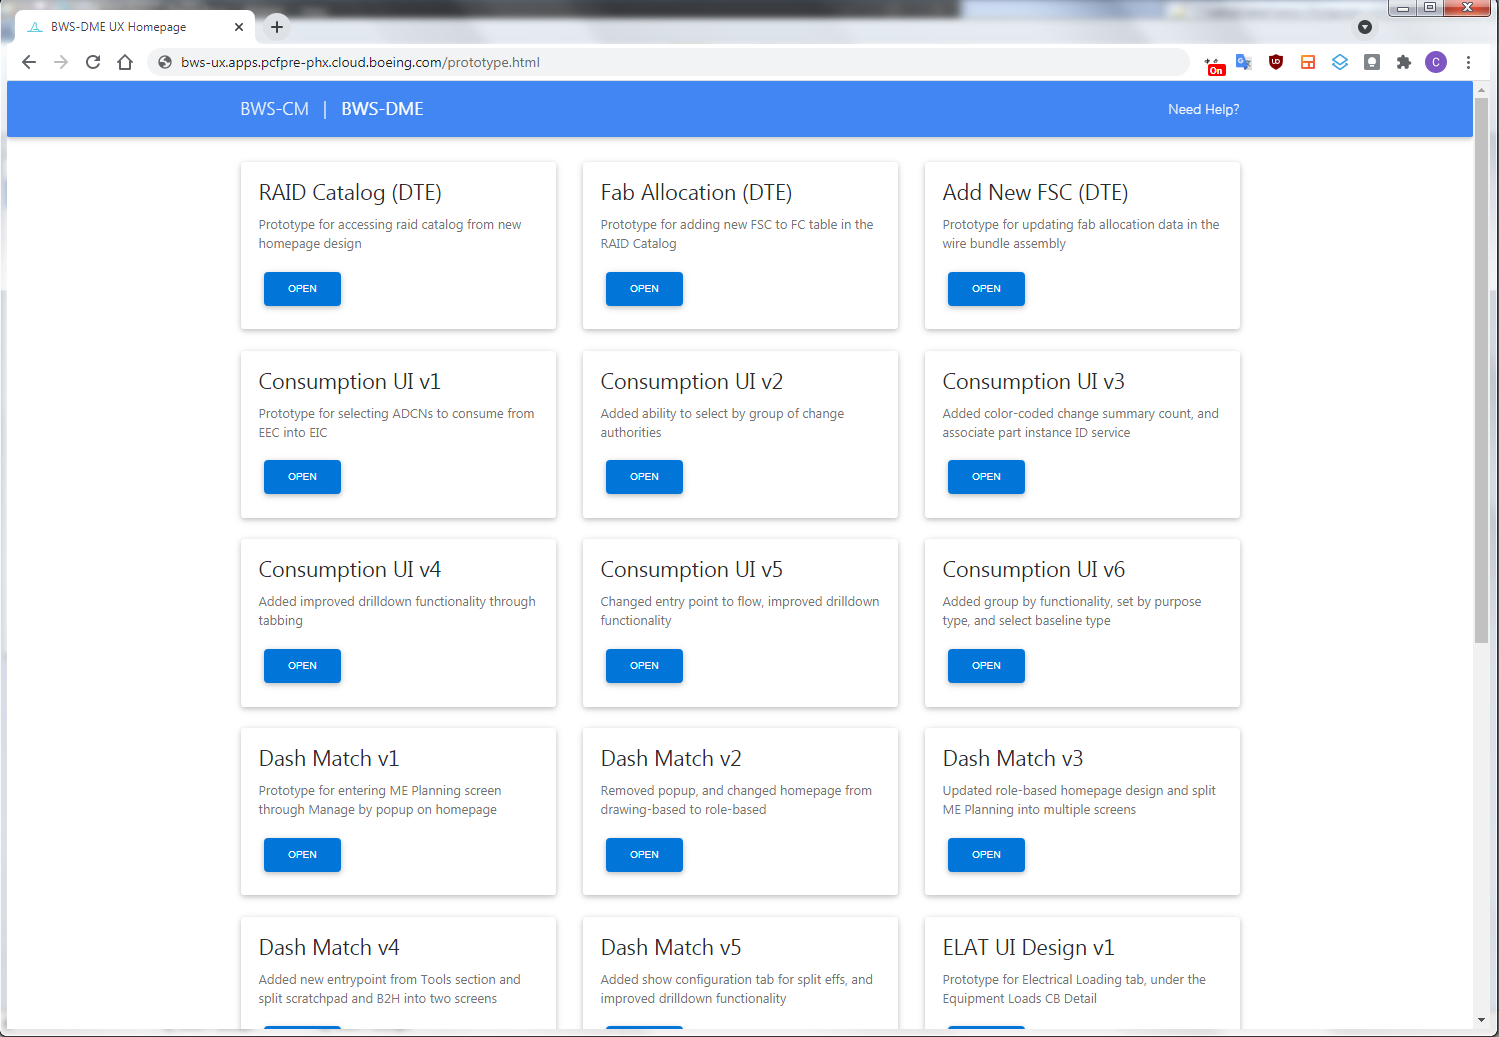 BWS-DME UX Homepage
bws-ux.apps.pcfpre-phx.cloud.boeing.com/prototype.html
On
C
BWS-CM | BWS-DME
Need Help?
RAID Catalog (DTE)
Prototype for accessing raid catalog from new
homepage design
OPEN
Fab Allocation (DTE)
Prototype for adding new FSC to FC table in the
RAID Catalog
OPEN
Add New FSC (DTE)
Prototype for updating fab allocation data in the
wire bundle assembly
OPEN
Consumption UI v1
Prototype for selecting ADCNs to consume from
EEC into EIC
OPEN
Consumption UI v2
Added ability to select by group of change
authorities
OPEN
Consumption UI v3
Added color-coded change summary count, and
associate part instance ID service
OPEN
Consumption UI v4
Added improved drilldown functionality through
tabbing
OPEN
Consumption UI v5
Changed entry point to flow, improved drilldown
functionality
OPEN
Consumption UI v6
Added group by functionality, set by purpose
type, and select baseline type
OPEN
Dash Match v1
Prototype for entering ME Planning screen
through Manage by popup on homepage
OPEN
Dash Match v2
Removed popup, and changed homepage from
drawing-based to role-based
OPEN
Dash Match v3
Updated role-based homepage design and split
ME Planning into multiple screens
OPEN
Dash Match v4
Added new entrypoint from Tools section and
split scratchpad and B2H into two screens
Dash Match v5
Added show configuration tab for split effs, and
improved drilldown functionality
ELAT UI Design v1
Prototype for Electrical Loading tab, under the
Equipment Loads CB Detail